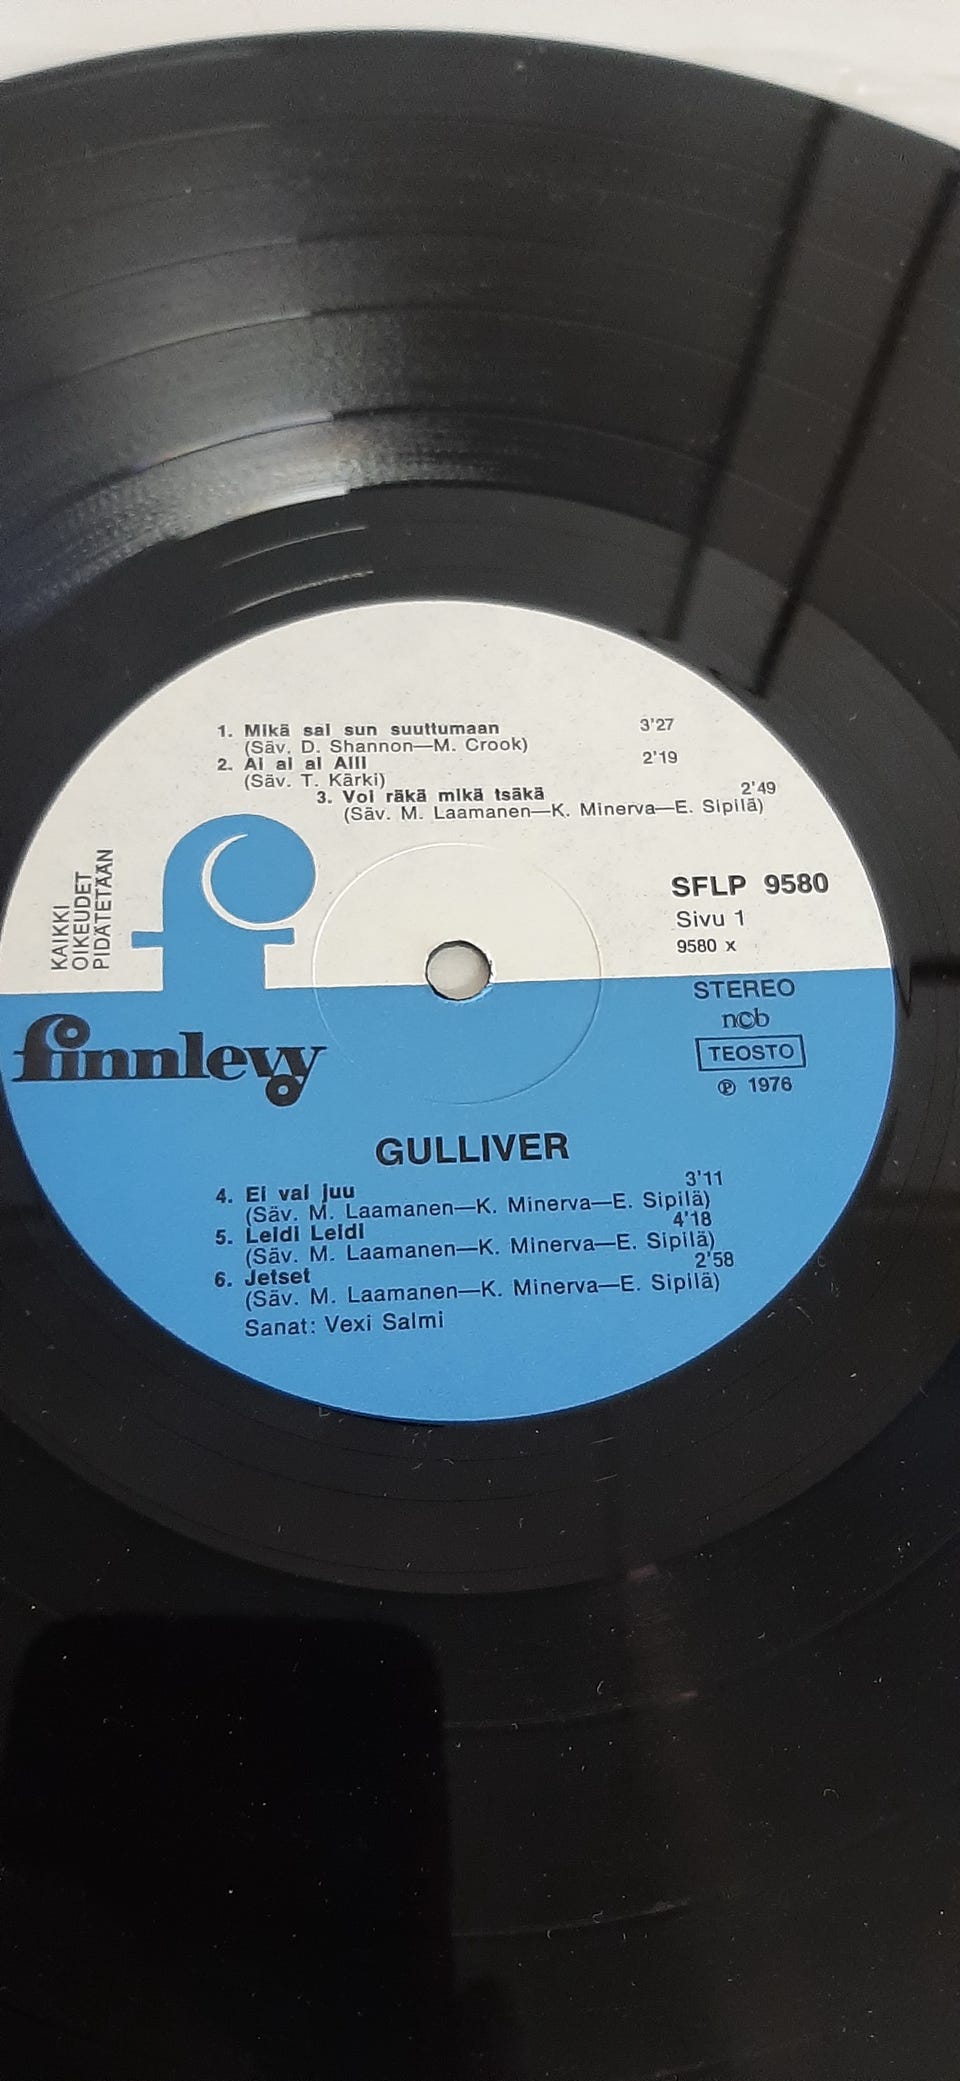 1. Mikä sai sun suuttumaan 3'27
(Säv. D. Shannon—M. Crook)
2. Ai ai ai Alli 2'19
(Säv. T. Kärki)
3. Voi räkä mikä tsäkä 2'49
(Säv. M. Laamanen—K. Minerva—E. Sipilä)
KAIKKI
OIKEUDET
PIDÄTETÄÄN
f
SFLP 9580
Sivu 1
9580 x
STEREO
ncb
TEOSTO
℗ 1976
finnlevy
GULLIVER
4. Ei vai juu 3'11
(Säv. M. Laamanen—K. Minerva—E. Sipilä)
5. Leidi Leidi 4'18
(Säv. M. Laamanen—K. Minerva—E. Sipilä)
6. Jetset 2'58
(Säv. M. Laamanen—K. Minerva—E. Sipilä)
Sanat: Vexi Salmi